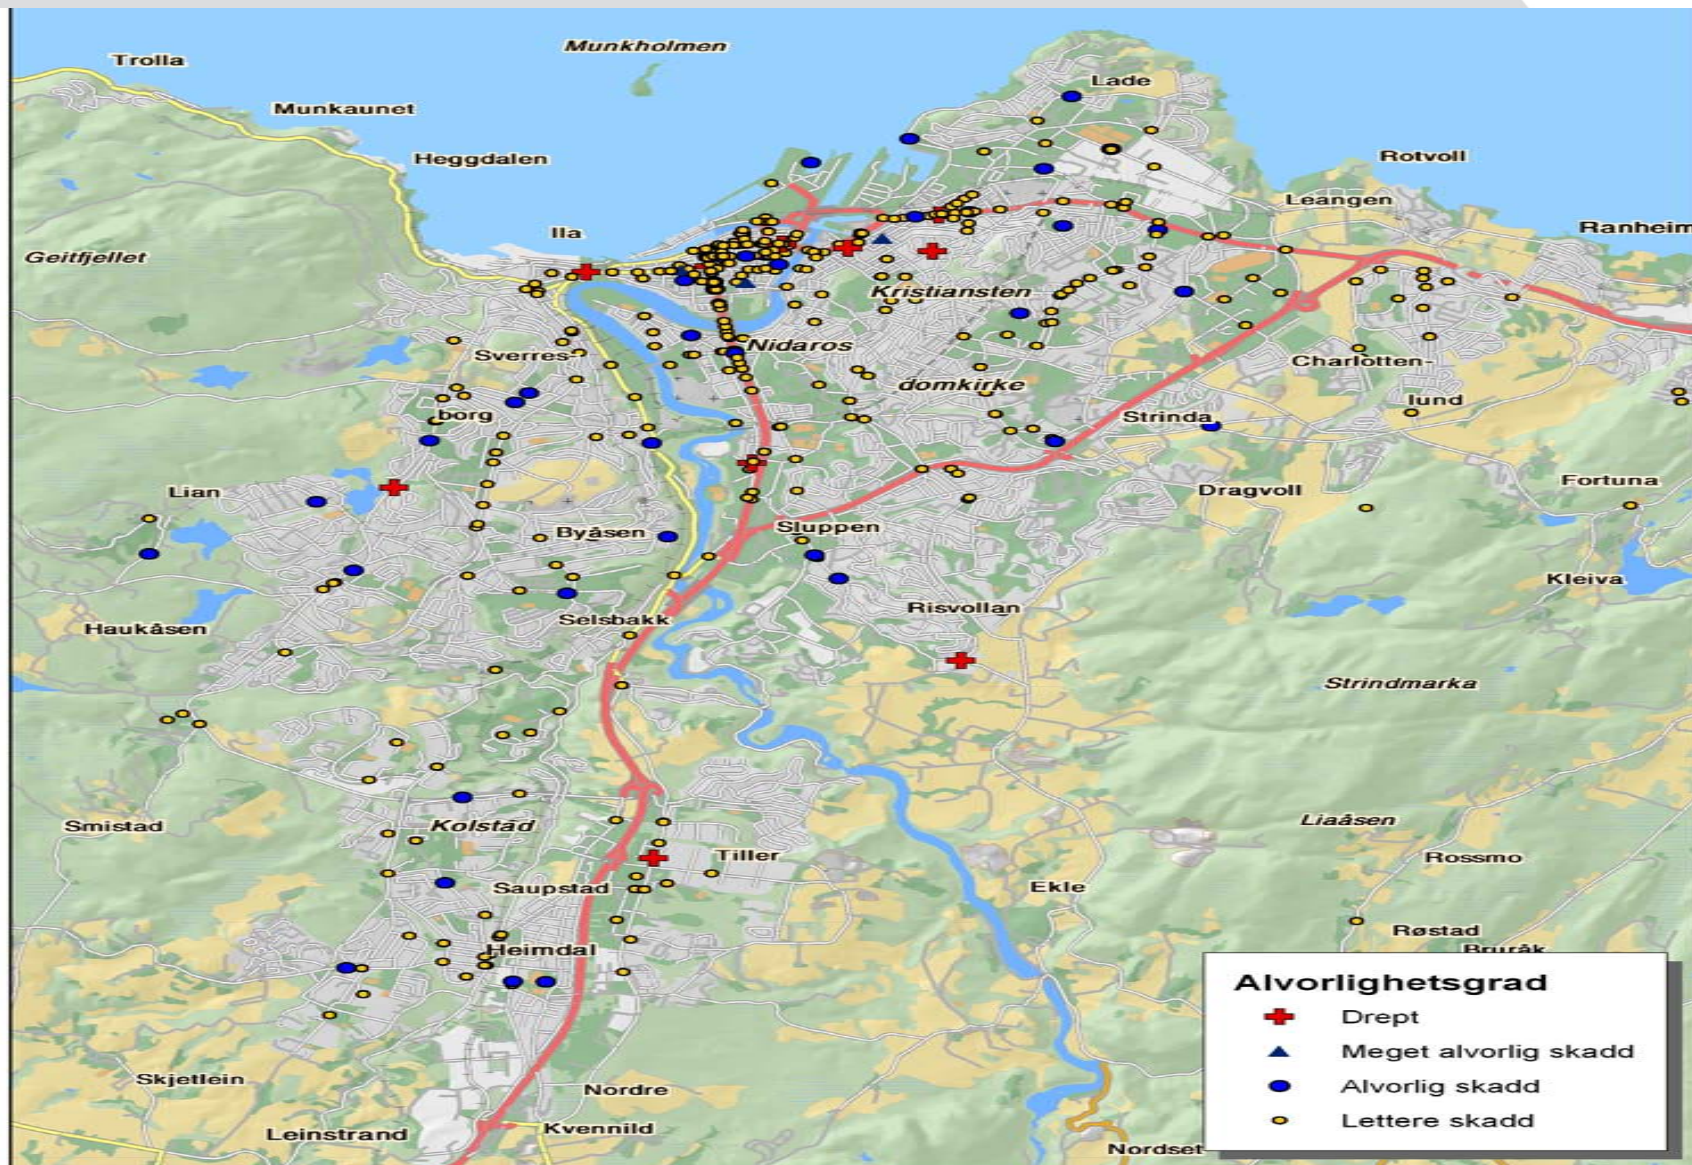 Munkholmen
Trolla
Lade
Munkaunet
Heggdalen
Rotvoll
Leangen
Ila
Ranheim
Geitfjellet
Kristiansten
Nidaros
Sverres-
Charlotten-
domkirke
lund
borg
Strinda
Lian
Dragvoll
Fortuna
Byåsen
Sluppen
Kleiva
Risvollan
Selsbakk
Haukåsen
Strindmarka
Smistad
Kolstad
Liaåsen
Tiller
Rossmo
Saupstad
Ekle
Røstad
Heimdal
Bruråk
Alvorlighetsgrad
Drept
Meget alvorlig skadd
Alvorlig skadd
Lettere skadd
Skjetlein
Nordre
Kvennild
Leinstrand
Nordset